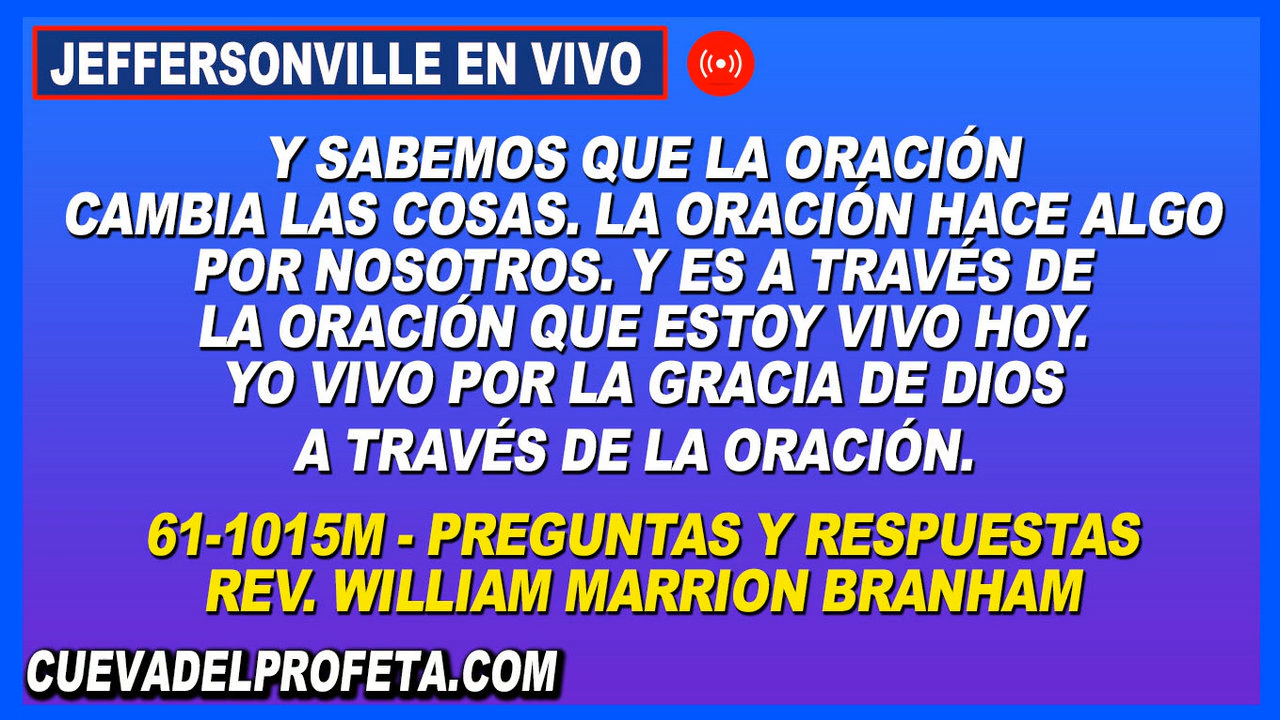 JEFFERSONVILLE EN VIVO
Y SABEMOS QUE LA ORACIÓN
CAMBIA LAS COSAS. LA ORACIÓN HACE ALGO
POR NOSOTROS. Y ES A TRAVÉS DE
LA ORACIÓN QUE ESTOY VIVO HOY.
YO VIVO POR LA GRACIA DE DIOS
A TRAVÉS DE LA ORACIÓN.
61-1015M - PREGUNTAS Y RESPUESTAS
REV. WILLIAM MARRION BRANHAM
CUEVADELPROFETA.COM